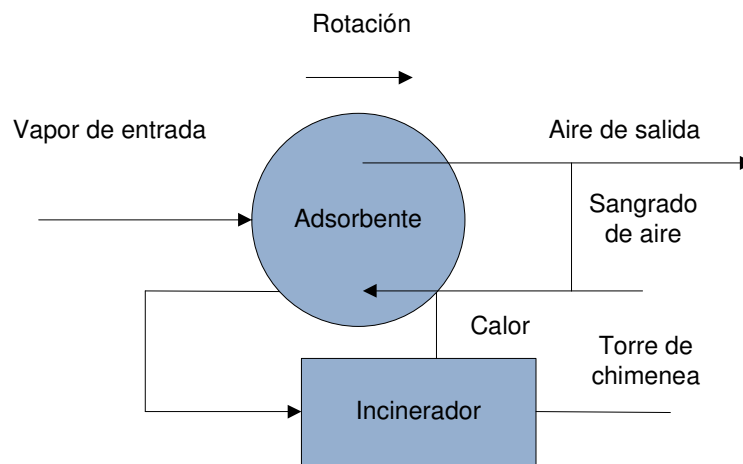 Rotación
Vapor de entrada
Aire de salida
Adsorbente
Sangrado
de aire
Calor
Torre de
chimenea
Incinerador